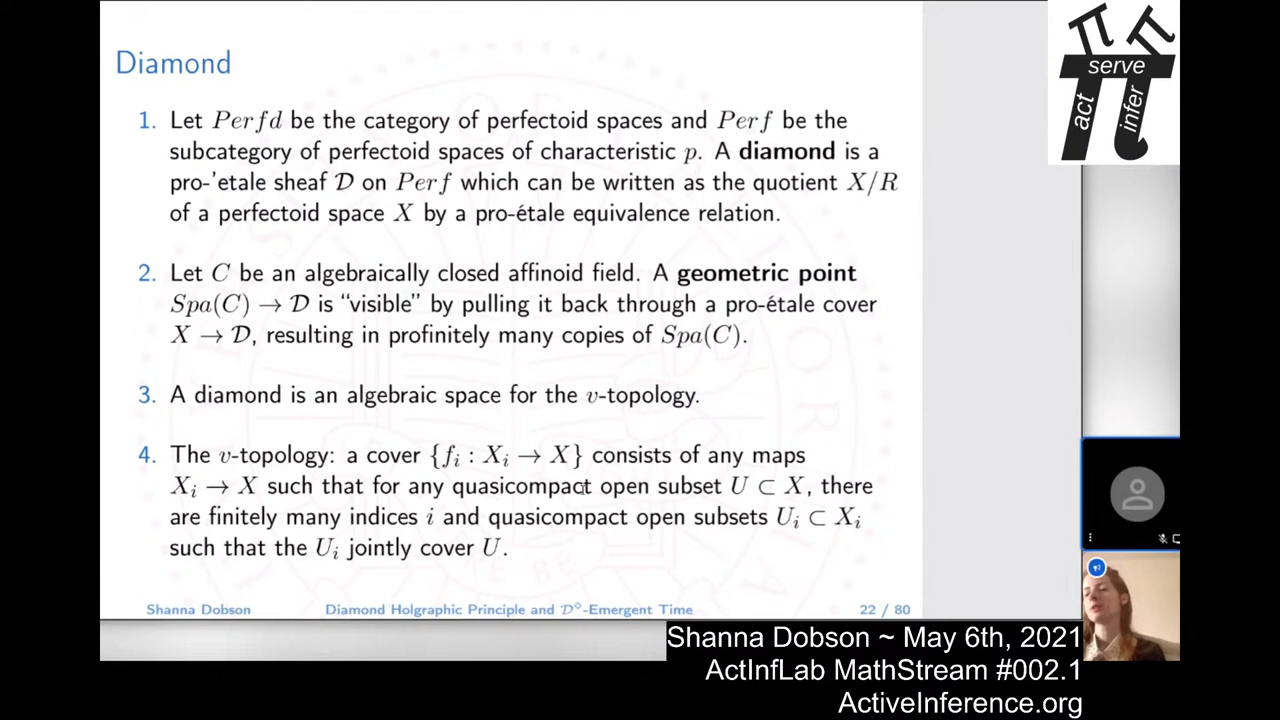 Diamond
1. Let Perfd be the category of perfectoid spaces and Perf be the
subcategory of perfectoid spaces of characteristic p. A diamond is a
pro-'etale sheaf 𝒟 on Perf which can be written as the quotient X/R
of a perfectoid space X by a pro-étale equivalence relation.
2. Let C be an algebraically closed affinoid field. A geometric point
Spa(C) → 𝒟 is “visible” by pulling it back through a pro-étale cover
X → 𝒟, resulting in profinitely many copies of Spa(C).
3. A diamond is an algebraic space for the v-topology.
4. The v-topology: a cover {fᵢ : Xᵢ → X} consists of any maps
Xᵢ → X such that for any quasicompact open subset U ⊂ X, there
are finitely many indices i and quasicompact open subsets Uᵢ ⊂ Xᵢ
such that the Uᵢ jointly cover U.
Shanna Dobson Diamond Holgraphic Principle and 𝒟◇-Emergent Time 22 / 80
serve
act
infer
Shanna Dobson ~ May 6th, 2021
ActInfLab MathStream #002.1
ActiveInference.org